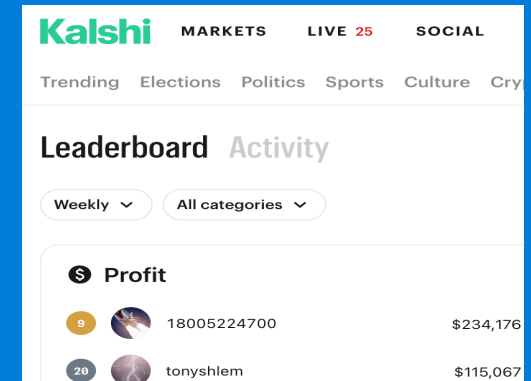 Kalshi MARKETS LIVE 25 SOCIAL
Trending Elections Politics Sports Culture
Leaderboard Activity
Weekly All categories
$ Profit
9 18005224700 $234,176
20 tonyshlem $115,067